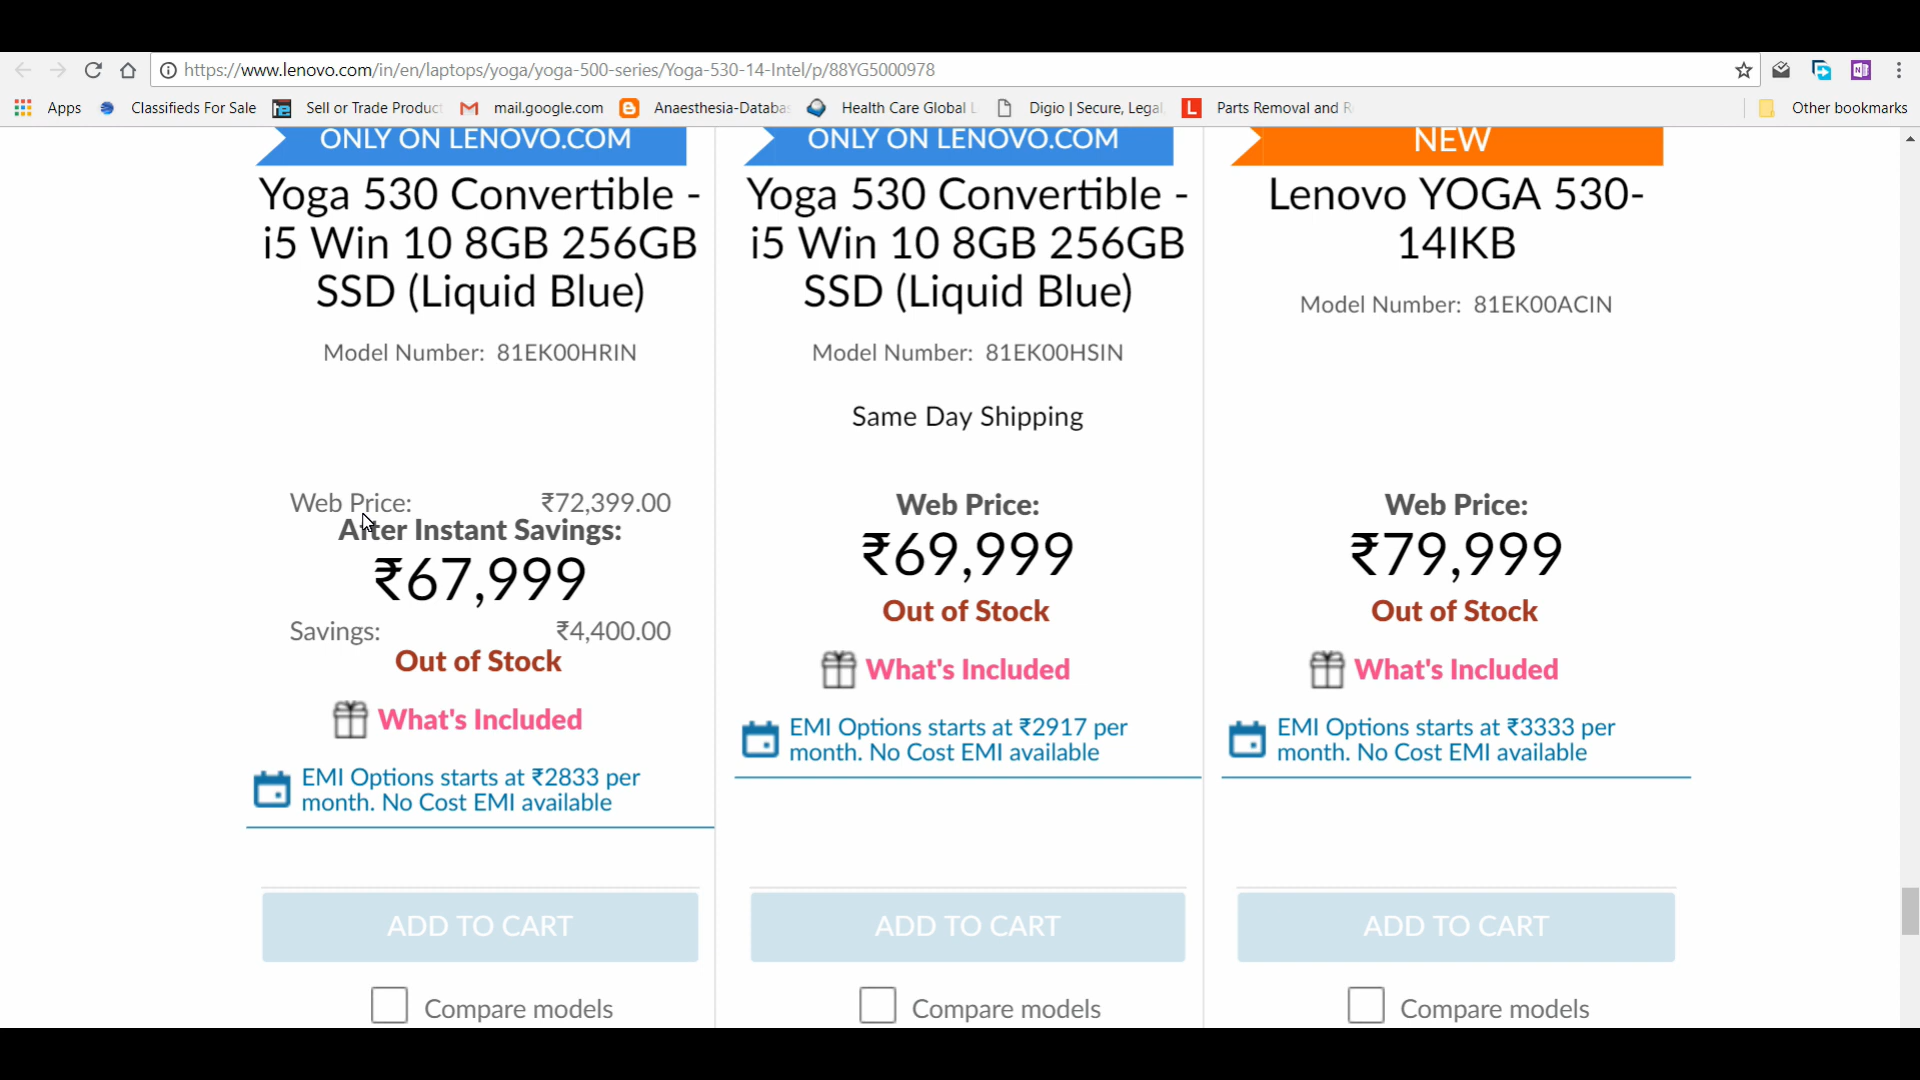 https://www.lenovo.com/in/en/laptops/yoga/yoga-500-series/Yoga-530-14-Intel/p/88YG5000978
Apps Classifieds For Sale Sell or Trade Produc mail.google.com Anaesthesia-Databa Health Care Global Digio | Secure, Legal Parts Removal and R Other bookmarks
ONLY ON LENOVO.COM
Yoga 530 Convertible -
i5 Win 10 8GB 256GB
SSD (Liquid Blue)
Model Number: 81EK00HRIN
Web Price: ₹72,399.00
After Instant Savings:
₹67,999
Savings: ₹4,400.00
Out of Stock
What's Included
EMI Options starts at ₹2833 per
month. No Cost EMI available
ADD TO CART
Compare models
ONLY ON LENOVO.COM
Yoga 530 Convertible -
i5 Win 10 8GB 256GB
SSD (Liquid Blue)
Model Number: 81EK00HSIN
Same Day Shipping
Web Price:
₹69,999
Out of Stock
What's Included
EMI Options starts at ₹2917 per
month. No Cost EMI available
ADD TO CART
Compare models
NEW
Lenovo YOGA 530-
14IKB
Model Number: 81EK00ACIN
Web Price:
₹79,999
Out of Stock
What's Included
EMI Options starts at ₹3333 per
month. No Cost EMI available
ADD TO CART
Compare models